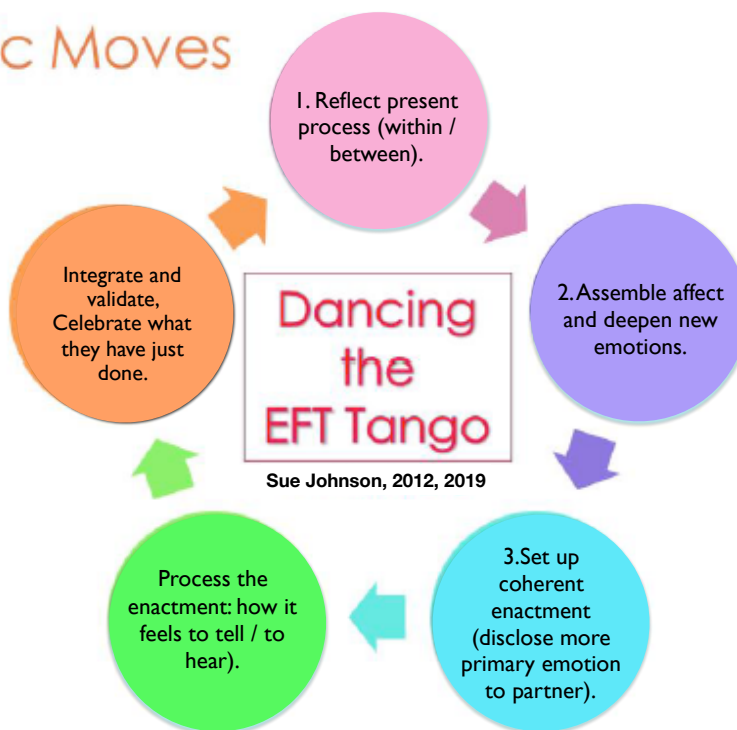 c Moves
1. Reflect present
process (within /
between).
2. Assemble affect
and deepen new
emotions.
3.Set up
coherent
enactment
(disclose more
primary emotion
to partner).
Process the
enactment: how it
feels to tell / to
hear).
Integrate and
validate,
Celebrate what
they have just
done.
Dancing
the
EFT Tango
Sue Johnson, 2012, 2019